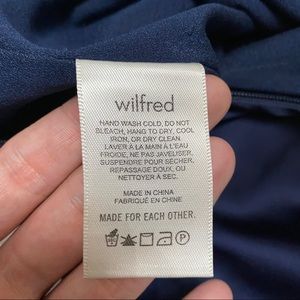 wilfred
HAND WASH COLD, DO NOT
BLEACH, HANG TO DRY, COOL
IRON, OR DRY CLEAN.
LAVER À LA MAIN À L'EAU
FROIDE, NE PAS JAVELISER,
SUSPENDRE POUR SÉCHER,
REPASSAGE DOUX, OU
NETTOYER À SEC.
MADE IN CHINA
FABRIQUÉ EN CHINE
MADE FOR EACH OTHER.
P